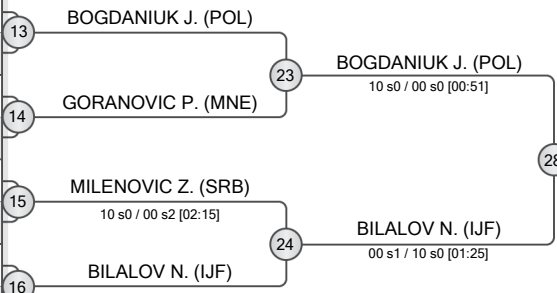 BOGDANIUK J. (POL)
13
23
BOGDANIUK J. (POL)
10 s0 / 00 s0 [00:51]
GORANOVIC P. (MNE)
14
28
MILENOVIC Z. (SRB)
15
10 s0 / 00 s2 [02:15]
24
BILALOV N. (IJF)
00 s1 / 10 s0 [01:25]
BILALOV N. (IJF)
16